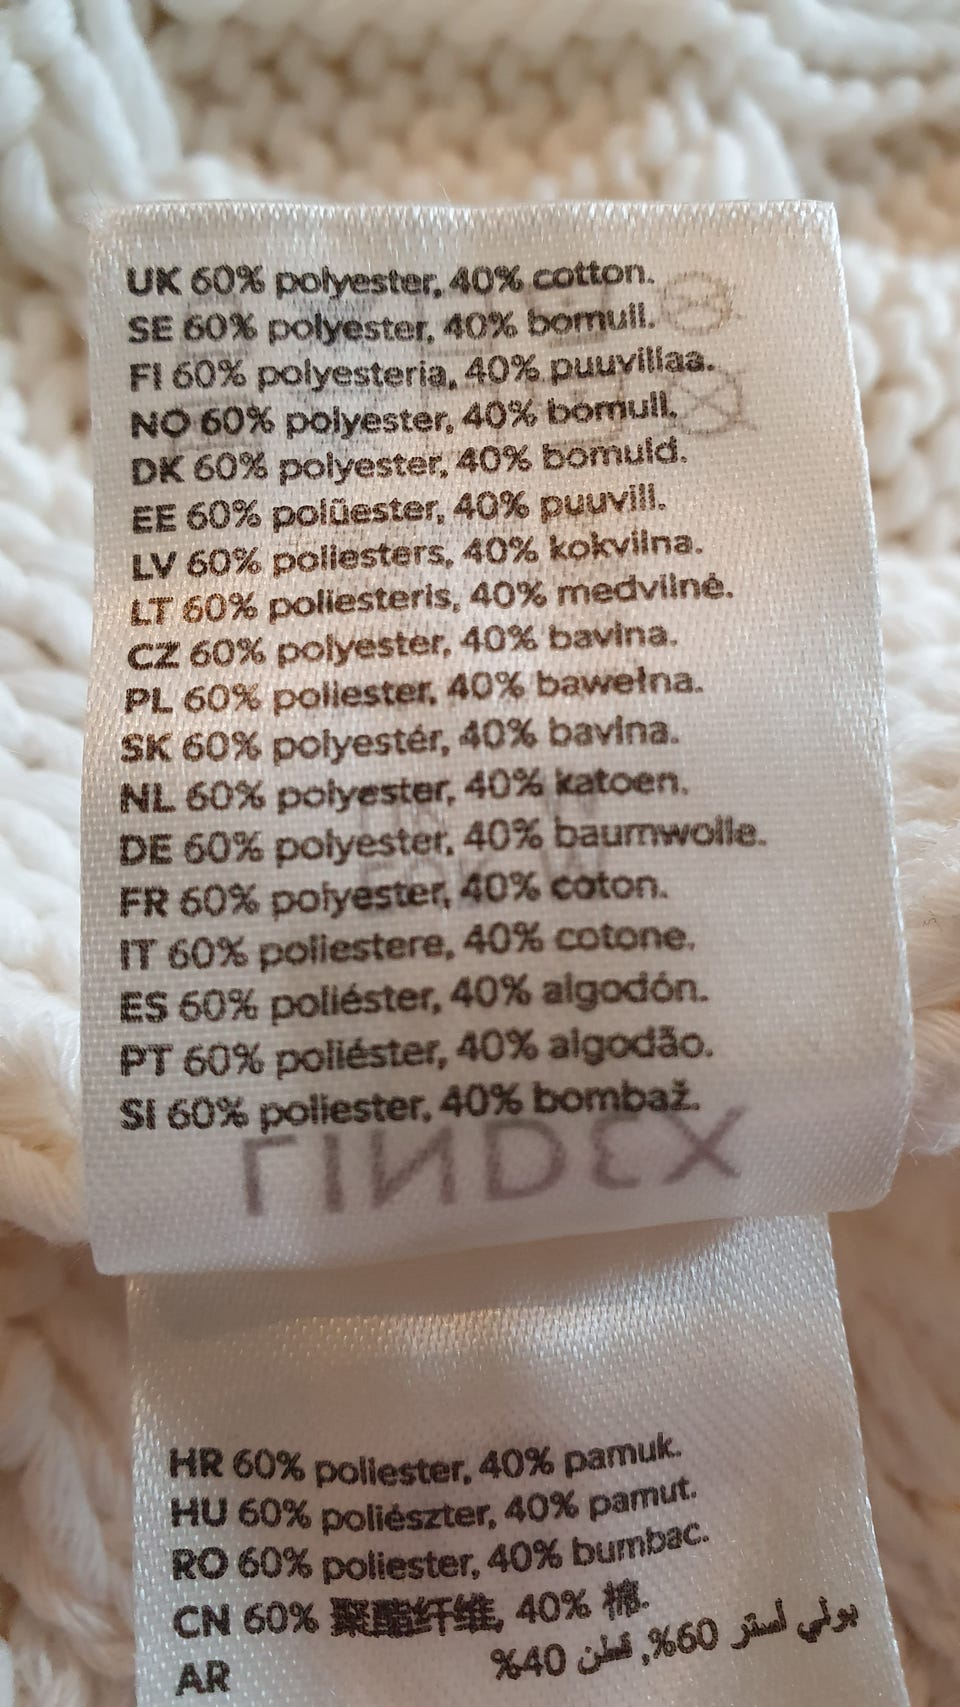 UK 60% polyester, 40% cotton.
SE 60% polyester, 40% bomull.
FI 60% polyesteria, 40% puuvillaa.
NO 60% polyester, 40% bomull.
DK 60% polyester, 40% bomuld.
EE 60% polüester, 40% puuvill.
LV 60% poliesters, 40% kokvilna.
LT 60% poliesteris, 40% medvilnė.
CZ 60% polyester, 40% bavlna.
PL 60% poliester, 40% bawełna.
SK 60% polyestér, 40% bavlna.
NL 60% polyester, 40% katoen.
DE 60% polyester, 40% baumwolle.
FR 60% polyester, 40% coton.
IT 60% poliestere, 40% cotone.
ES 60% poliéster, 40% algodón.
PT 60% poliéster, 40% algodão.
SI 60% poliester, 40% bombaž.
LINDEX
HR 60% poliester, 40% pamuk.
HU 60% poliészter, 40% pamut.
RO 60% poliester, 40% bumbac.
CN 60% 聚酯纤维, 40% 棉.
AR بولي أستر 60%, قطن 40%